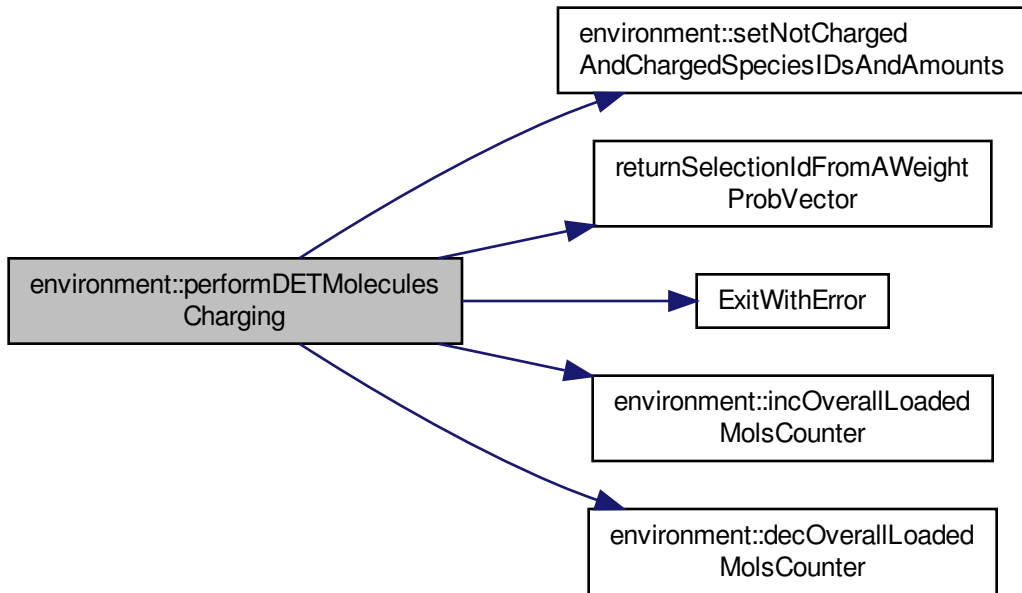 environment::setNotCharged
AndChargedSpeciesIDsAndAmounts
returnSelectionIdFromAWeight
ProbVector
environment::performDETMolecules
Charging
ExitWithError
environment::incOverallLoaded
MolsCounter
environment::decOverallLoaded
MolsCounter